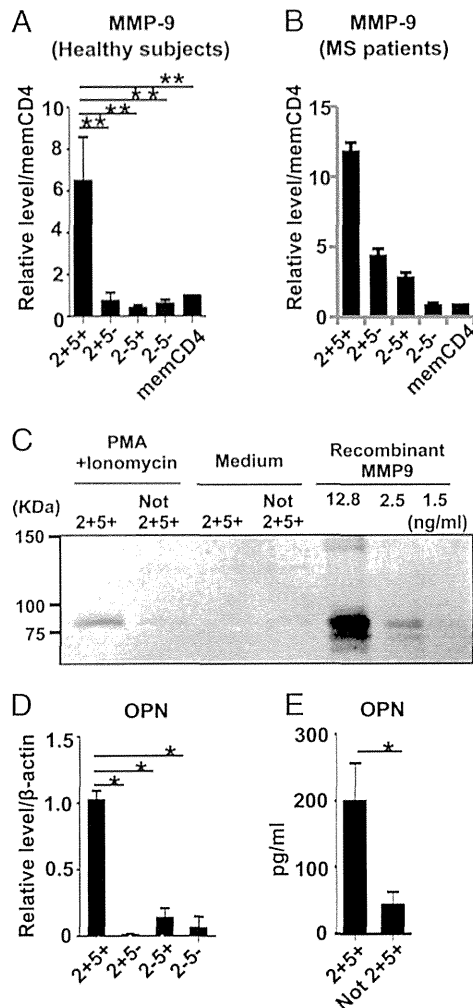 A
MMP-9
(Healthy subjects)
Relative level/memCD4
10
8
6
4
2
0
**
**
**
**
2+5+
2+5-
2-5+
2-5-
memCD4
B
MMP-9
(MS patients)
Relative level/memCD4
15
10
5
0
2+5+
2+5-
2-5+
2-5-
memCD4
C
PMA
+Ionomycin
Medium
Recombinant
MMP9
(KDa)
2+5+
Not
2+5+
2+5+
Not
2+5+
12.8
2.5
1.5
(ng/ml)
150
100
75
D
OPN
Relative level/β-actin
1.5
1.0
0.5
0
*
*
*
2+5+
2+5-
2-5+
2-5-
E
OPN
pg/ml
300
200
100
0
*
2+5+
Not 2+5+